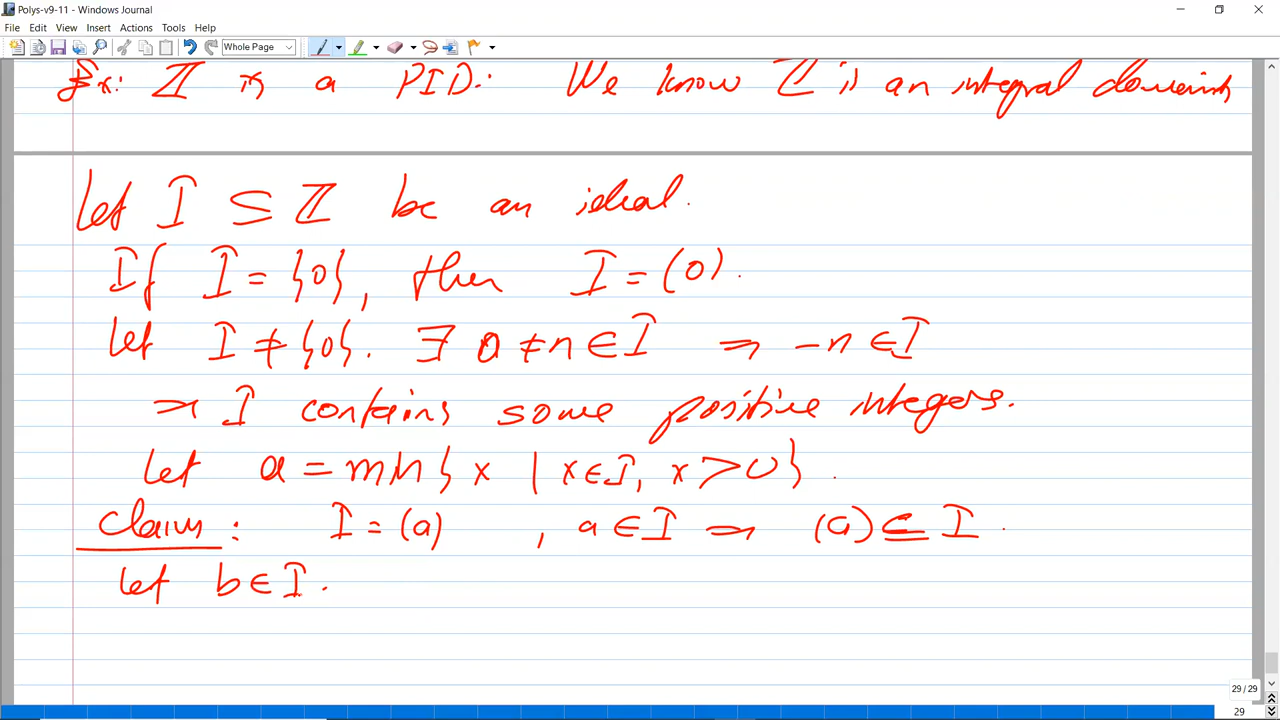 Polys-v9-11 - Windows Journal
File Edit View Insert Actions Tools Help
Whole Page
Ex: ℤ is a PID: We know ℤ is an integral domain
Let I ⊆ ℤ be an ideal.
If I = {0}, then I = (0).
Let I ≠ {0}. ∃ 0 ≠ n ∈ I ⇒ -n ∈ I
⇒ I contains some positive integers.
Let a = min { x | x ∈ I, x > 0 }.
Claim: I = (a) , a ∈ I ⇒ (a) ⊆ I.
Let b ∈ I.
29 / 29
29